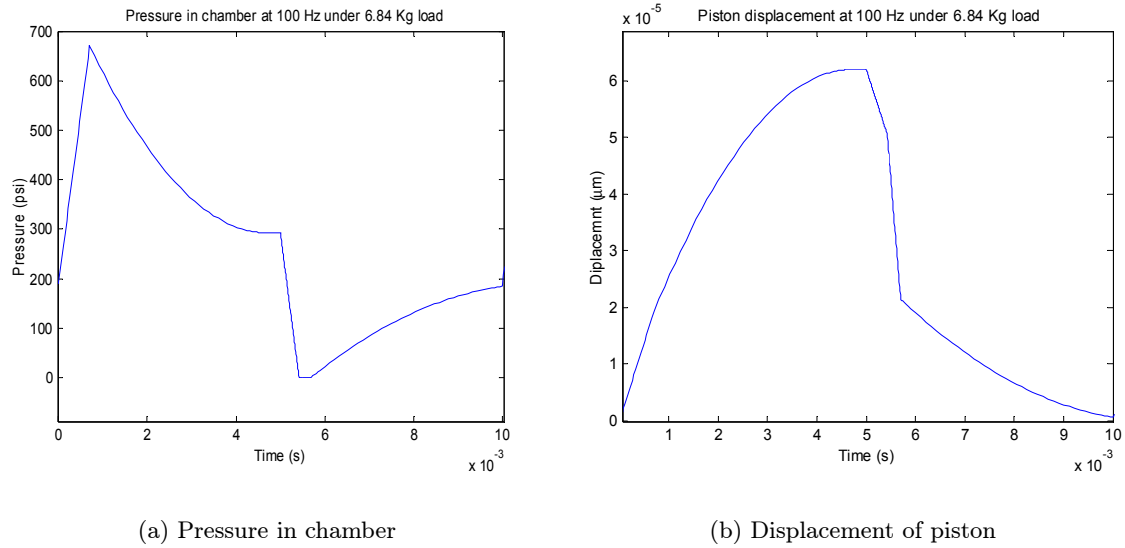 Pressure in chamber at 100 Hz under 6.84 Kg load
700
600
500
400
300
200
100
0
Pressure (psi)
0 2 4 6 8 10
Time (s)
x 10 -3
(a) Pressure in chamber
x 10 -5
Piston displacement at 100 Hz under 6.84 Kg load
6
5
4
3
2
1
0
Diplacemnt (μm)
1 2 3 4 5 6 7 8 9 10
Time (s)
x 10 -3
(b) Displacement of piston